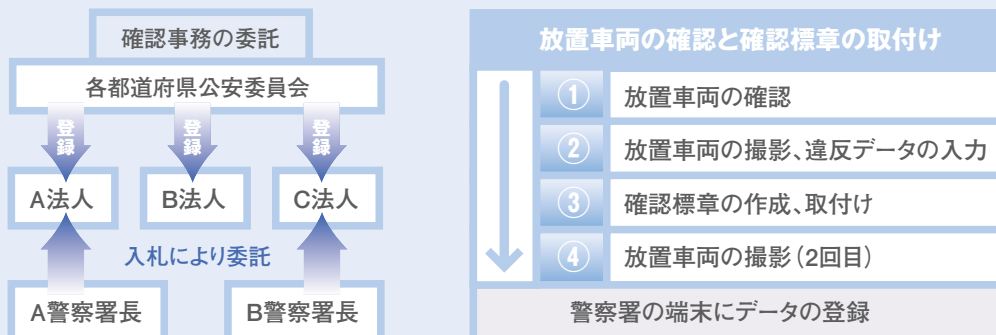 確認事務の委託
各都道府県公安委員会
登録
登録
登録
A法人
B法人
C法人
入札により委託
A警察署長
B警察署長
放置車両の確認と確認標章の取付け
① 放置車両の確認
② 放置車両の撮影、違反データの入力
③ 確認標章の作成、取付け
④ 放置車両の撮影（2回目）
警察署の端末にデータの登録